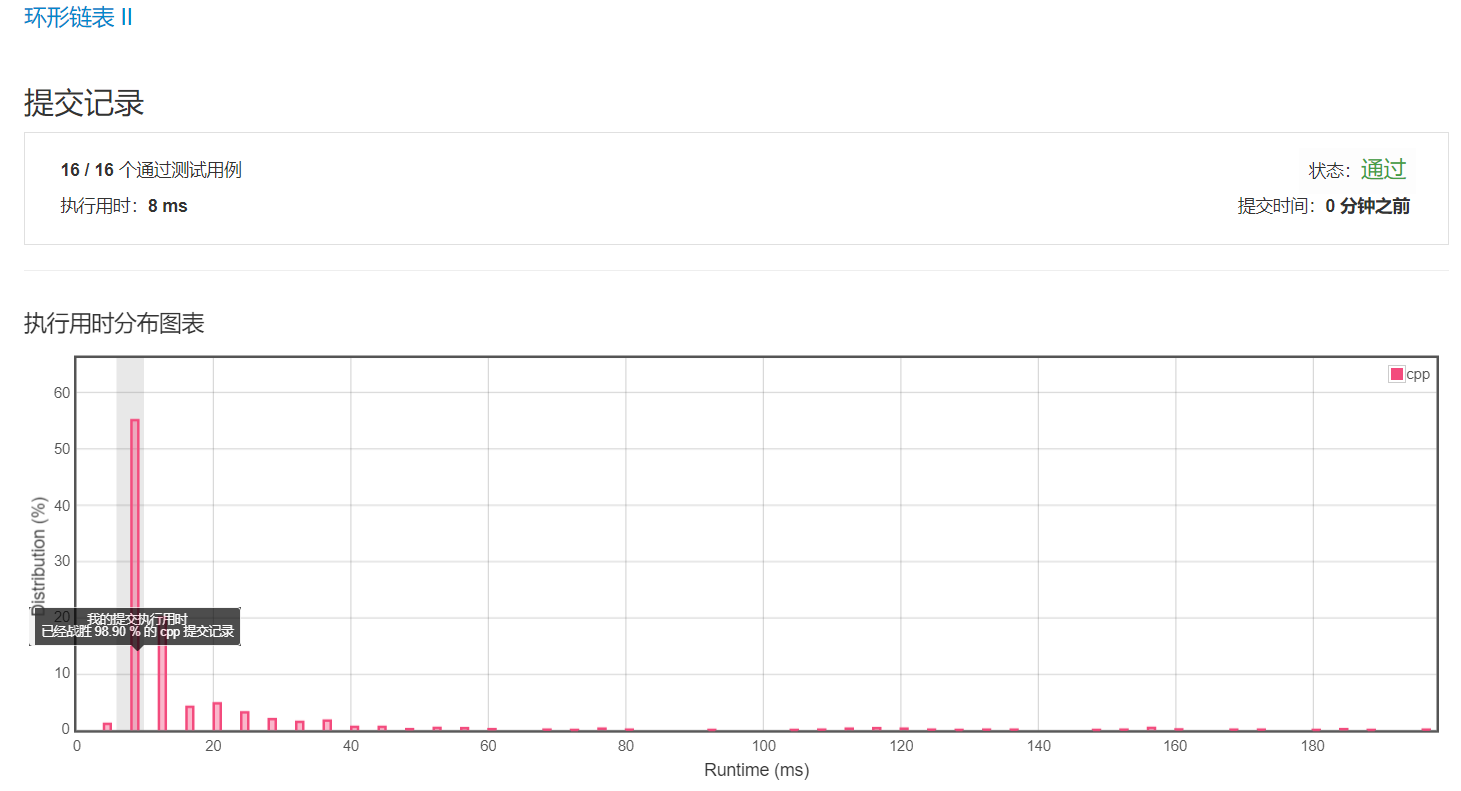 环形链表 II
提交记录
16 / 16 个通过测试用例
状态：通过
执行用时：8 ms
提交时间：0 分钟之前
执行用时分布图表
cpp
60
50
40
30
20
10
0
Distribution (%)
我的提交执行用时
已经战胜 98.90 % 的 cpp 提交记录
0 20 40 60 80 100 120 140 160 180
Runtime (ms)